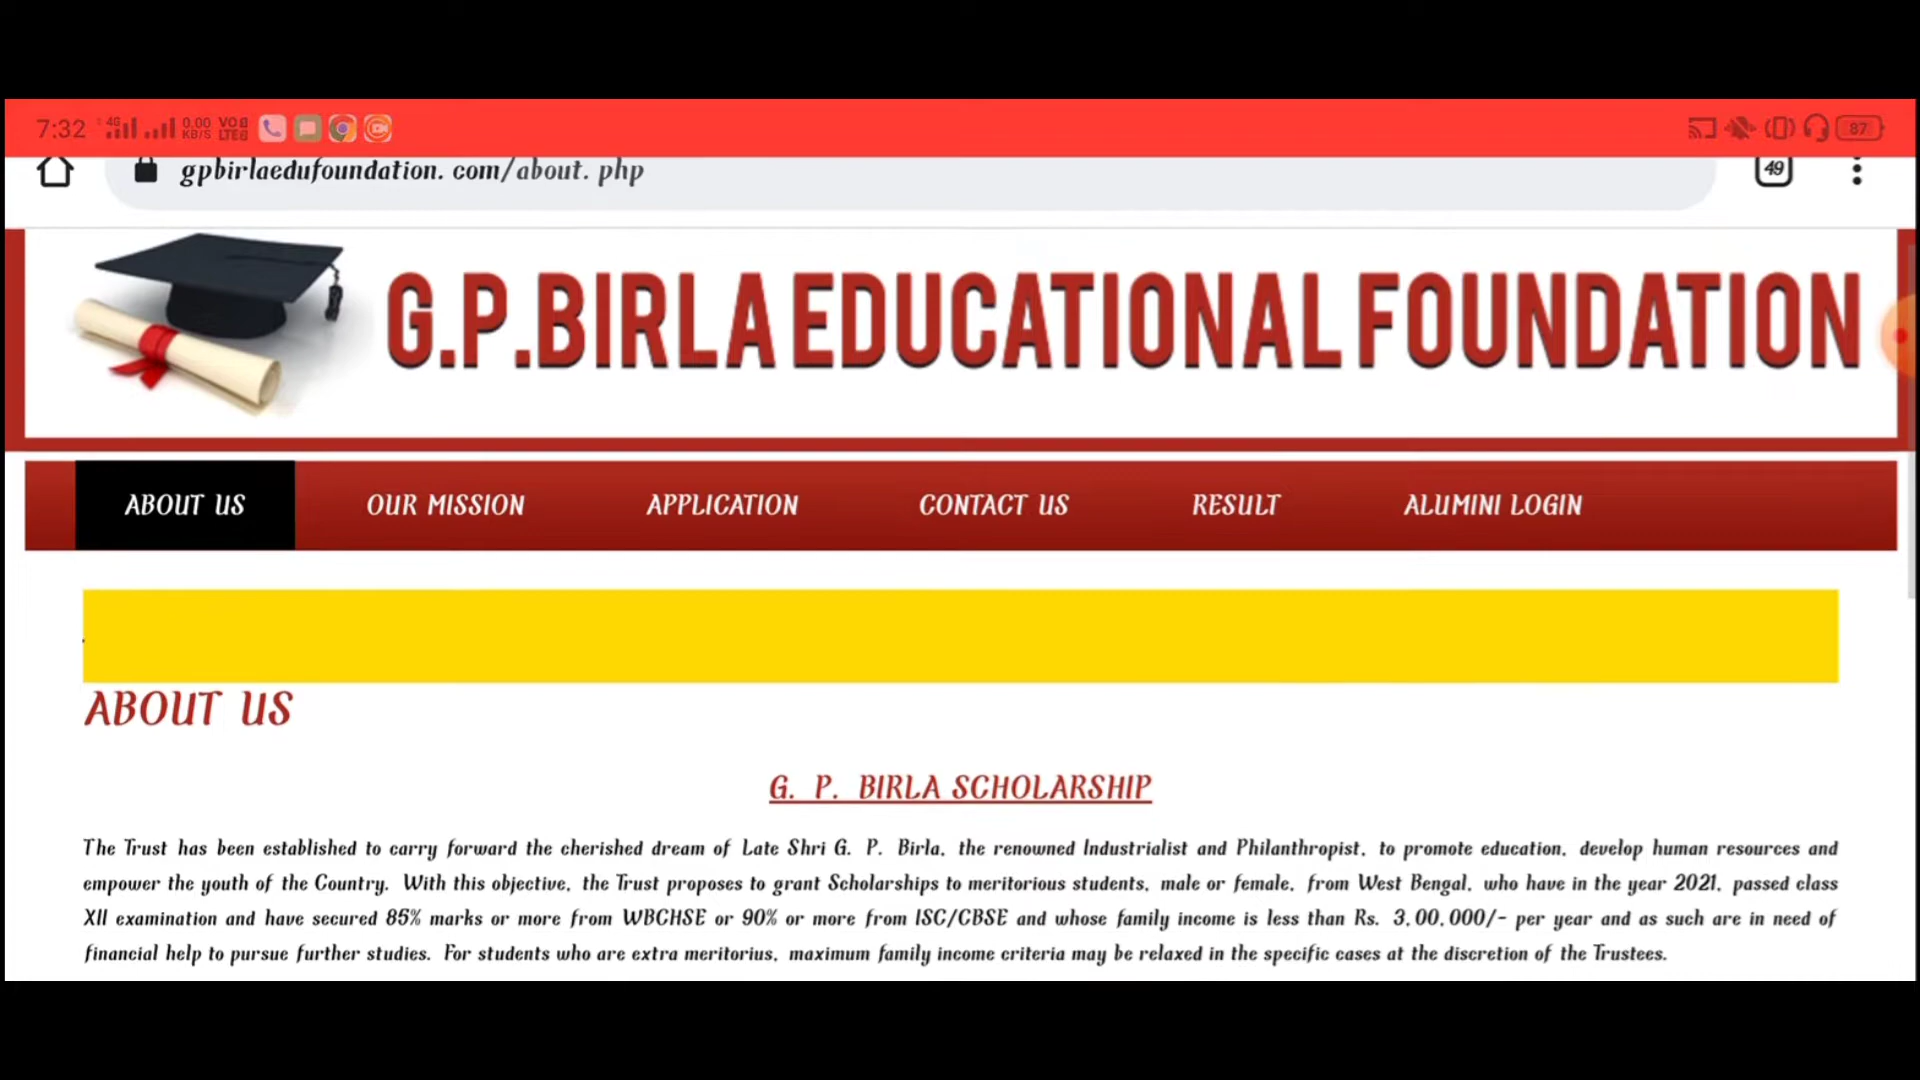 7:32 4G 0.00 KB/S VO LTE 87
gpbirlaedufoundation. com/about. php 49
G.P.BIRLA EDUCATIONAL FOUNDATION
ABOUT US OUR MISSION APPLICATION CONTACT US RESULT ALUMINI LOGIN
ABOUT US
G. P. BIRLA SCHOLARSHIP
The Trust has been established to carry forward the cherished dream of Late Shri G. P. Birla, the renowned Industrialist and Philanthropist, to promote education, develop human resources and
empower the youth of the Country. With this objective, the Trust proposes to grant Scholarships to meritorious students, male or female, from West Bengal, who have in the year 2021, passed class
XII examination and have secured 85% marks or more from WBCHSE or 90% or more from ISC/CBSE and whose family income is less than Rs. 3,00,000/- per year and as such are in need of
financial help to pursue further studies. For students who are extra meritorius, maximum family income criteria may be relaxed in the specific cases at the discretion of the Trustees.